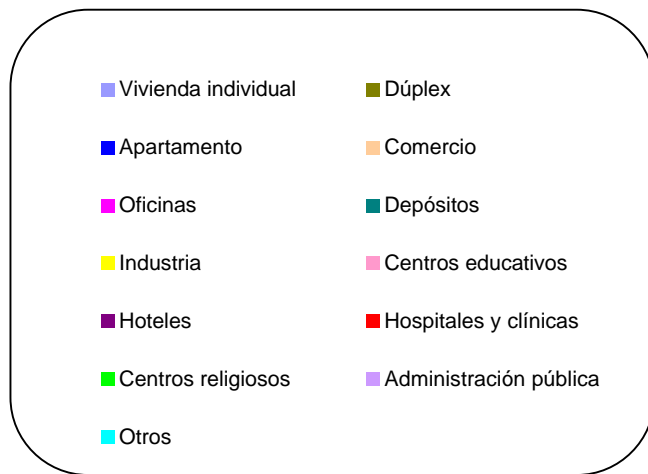 Vivienda individual
Dúplex
Apartamento
Comercio
Oficinas
Depósitos
Industria
Centros educativos
Hoteles
Hospitales y clínicas
Centros religiosos
Administración pública
Otros